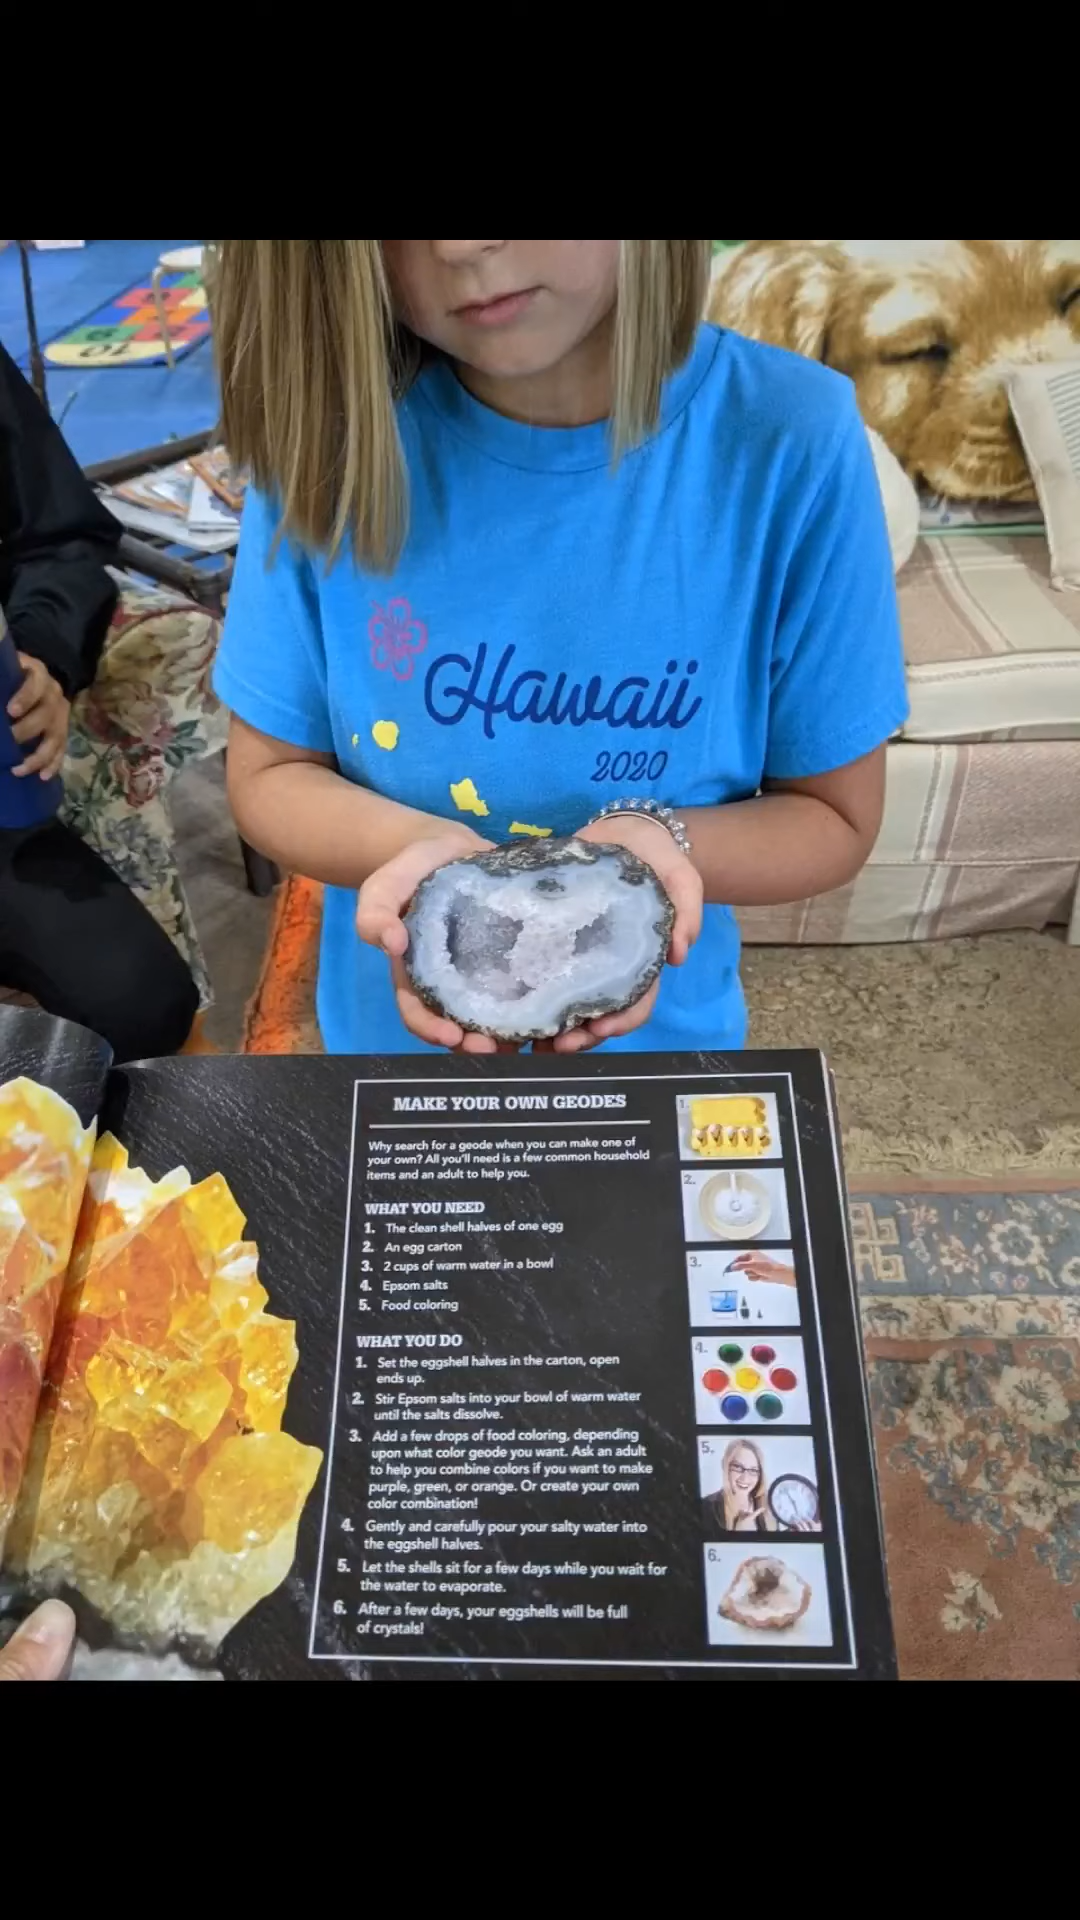 Hawaii
2020
MAKE YOUR OWN GEODES
Why search for a geode when you can make one of
your own? All you'll need is a few common household
items and an adult to help you.
WHAT YOU NEED
1. The clean shell halves of one egg
2. An egg carton
3. 2 cups of warm water in a bowl
4. Epsom salts
5. Food coloring
WHAT YOU DO
1. Set the eggshell halves in the carton, open
ends up.
2. Stir Epsom salts into your bowl of warm water
until the salts dissolve.
3. Add a few drops of food coloring, depending
upon what color geode you want. Ask an adult
to help you combine colors if you want to make
purple, green, or orange. Or create your own
color combination!
4. Gently and carefully pour your salty water into
the eggshell halves.
5. Let the shells sit for a few days while you wait for
the water to evaporate.
6. After a few days, your eggshells will be full
of crystals!
1.
2.
3.
4.
5.
6.